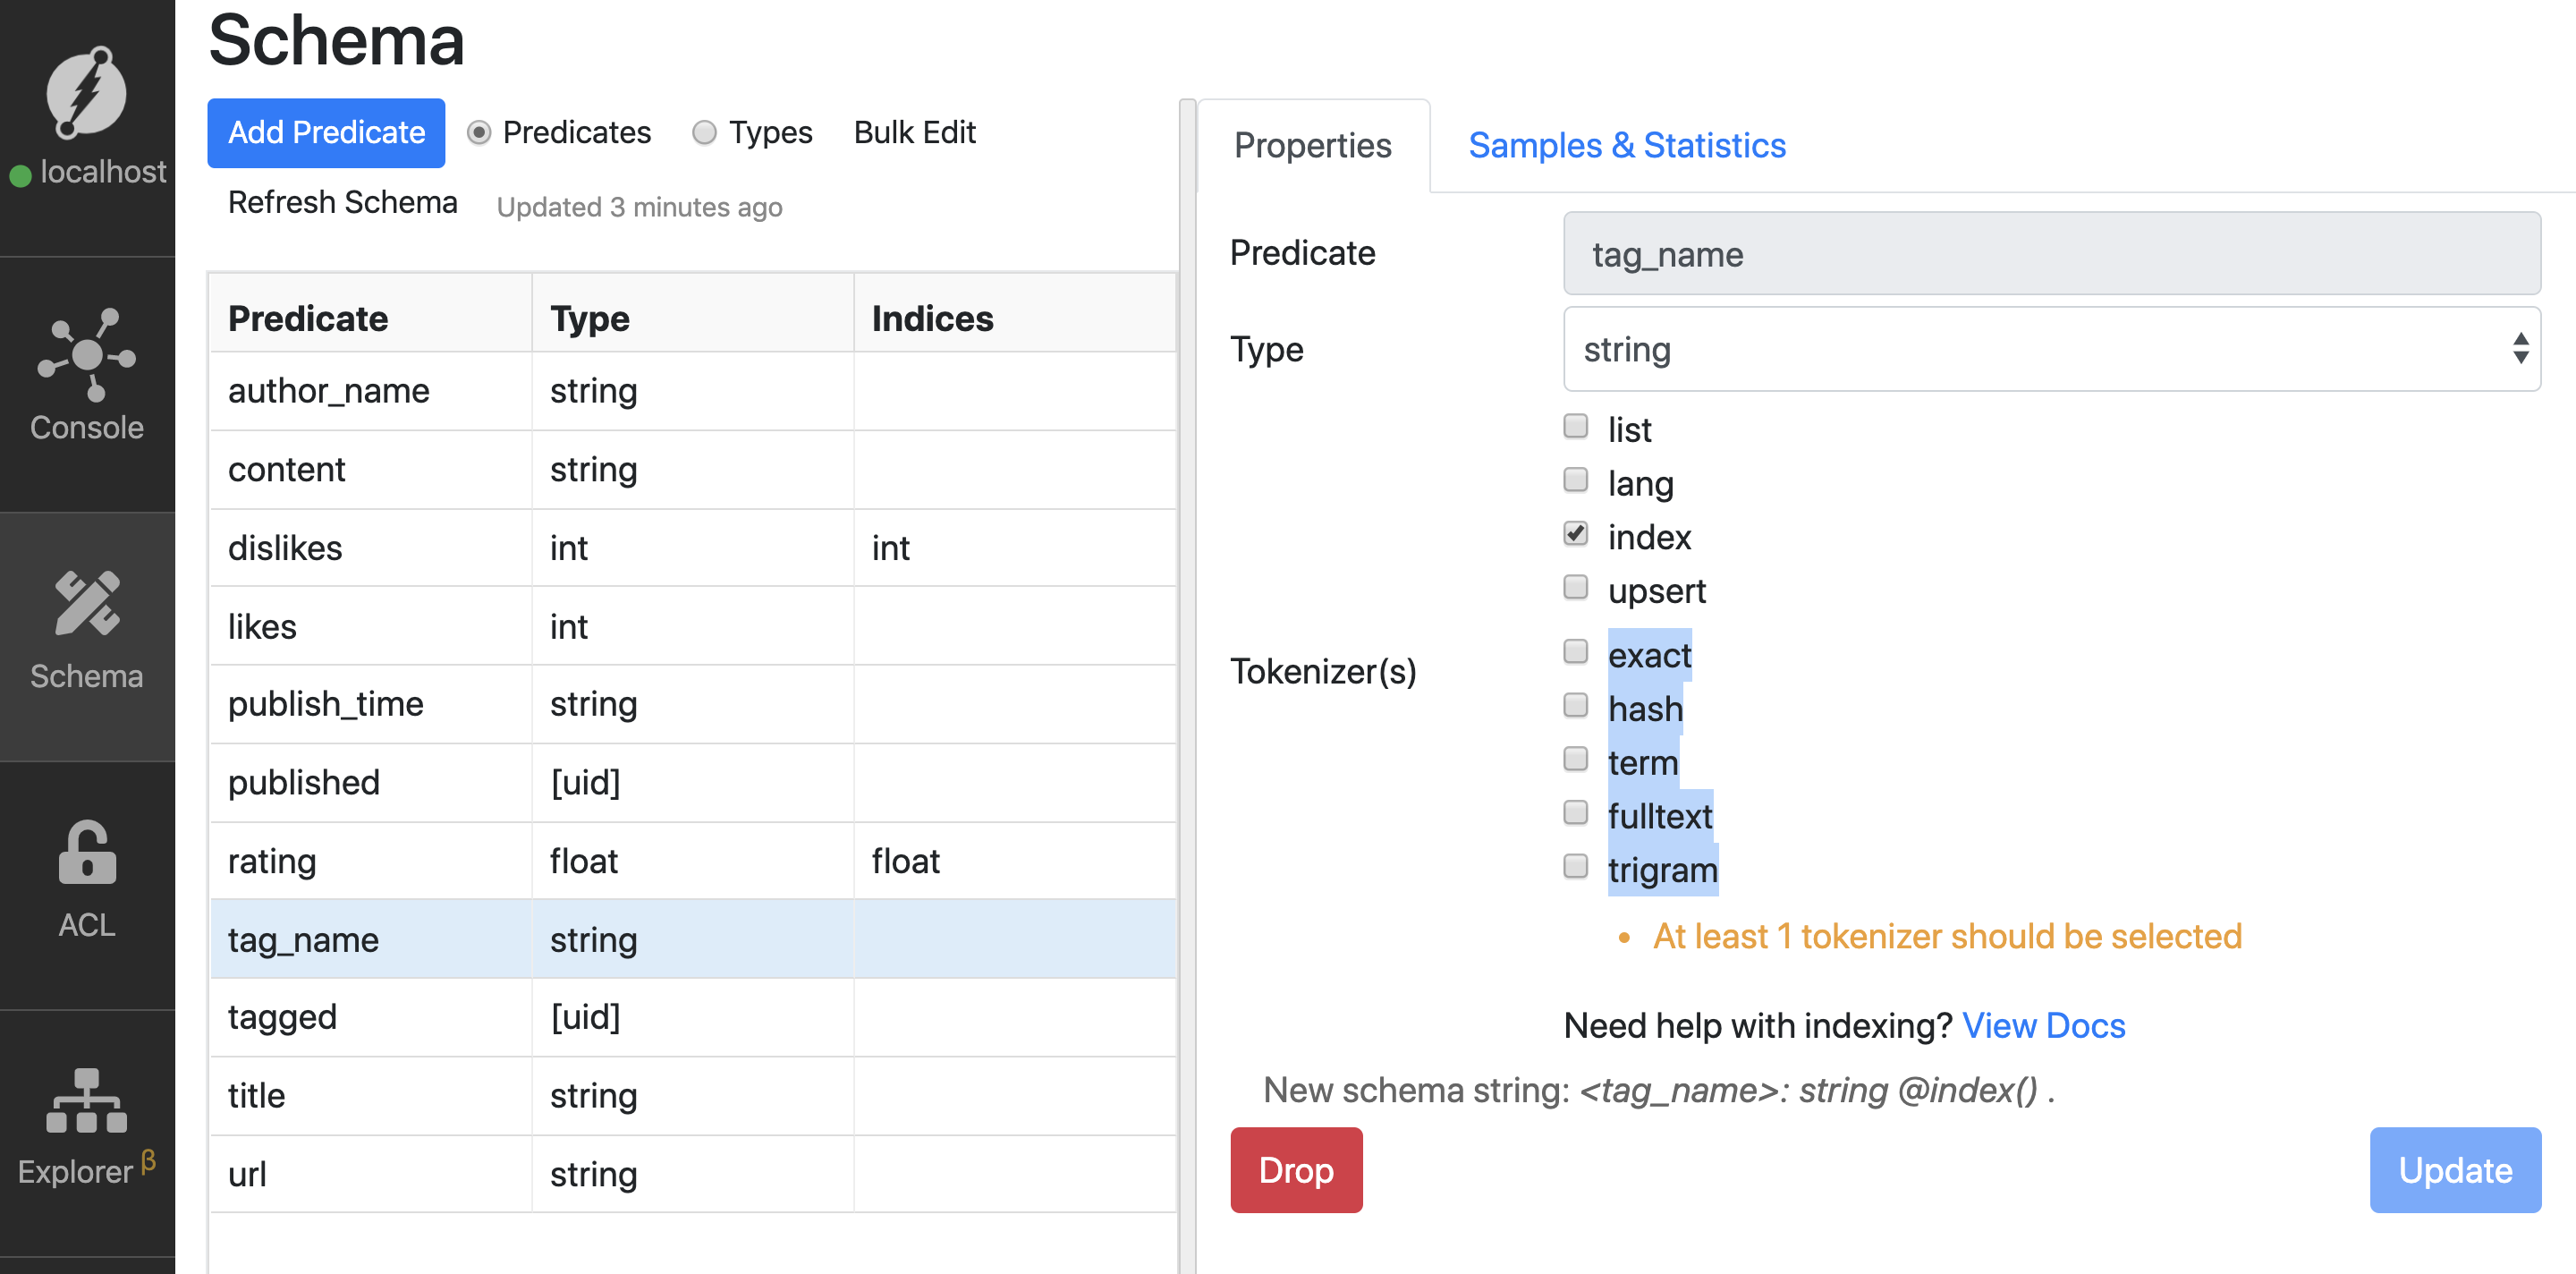 localhost
Console
Schema
ACL
Explorer β
Schema
Add Predicate Predicates Types Bulk Edit
Refresh Schema Updated 3 minutes ago
Predicate Type Indices
author_name string
content string
dislikes int int
likes int
publish_time string
published [uid]
rating float float
tag_name string
tagged [uid]
title string
url string
Properties Samples & Statistics
Predicate tag_name
Type string
list
lang
index
upsert
Tokenizer(s) exact
hash
term
fulltext
trigram
• At least 1 tokenizer should be selected
Need help with indexing? View Docs
New schema string: <tag_name>: string @index() .
Drop Update